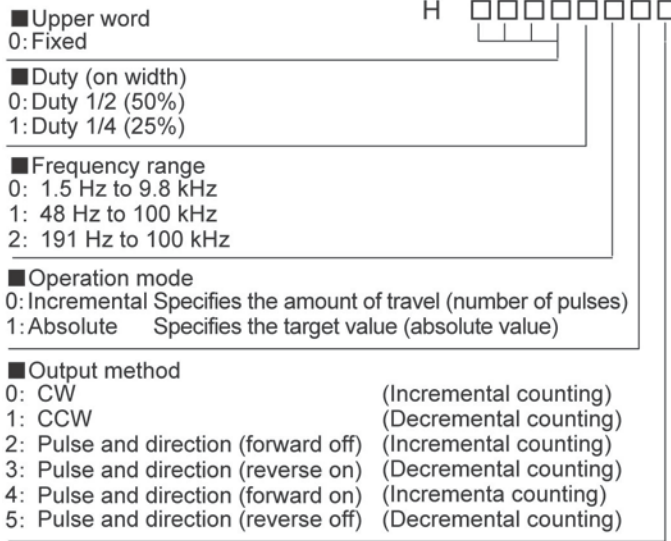 H □□□□□□□□
■Upper word
0:Fixed
■Duty (on width)
0:Duty 1/2 (50%)
1:Duty 1/4 (25%)
■Frequency range
0: 1.5 Hz to 9.8 kHz
1: 48 Hz to 100 kHz
2: 191 Hz to 100 kHz
■Operation mode
0:Incremental Specifies the amount of travel (number of pulses)
1:Absolute Specifies the target value (absolute value)
■Output method
0: CW (Incremental counting)
1: CCW (Decremental counting)
2: Pulse and direction (forward off) (Incremental counting)
3: Pulse and direction (reverse on) (Decremental counting)
4: Pulse and direction (forward on) (Incrementa counting)
5: Pulse and direction (reverse off) (Decremental counting)